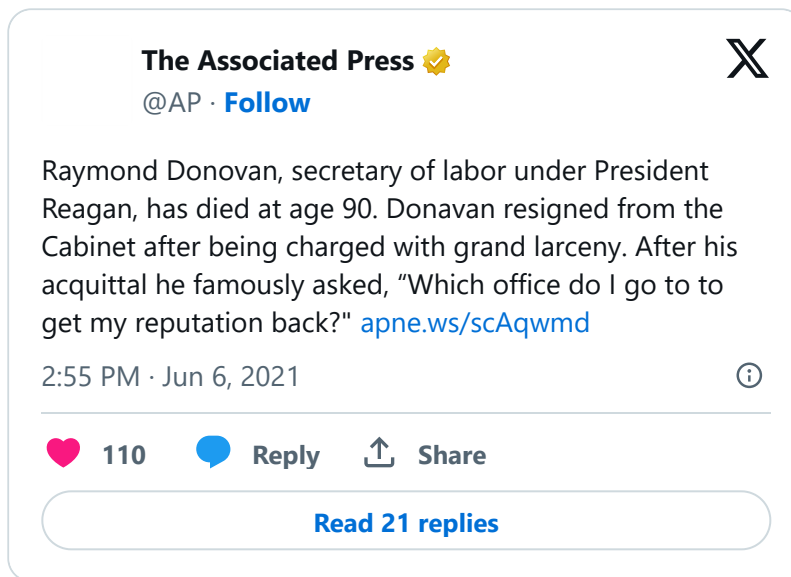 The Associated Press
@AP · Follow
Raymond Donovan, secretary of labor under President
Reagan, has died at age 90. Donavan resigned from the
Cabinet after being charged with grand larceny. After his
acquittal he famously asked, “Which office do I go to to
get my reputation back?" apne.ws/scAqwmd
2:55 PM · Jun 6, 2021
110 Reply Share
Read 21 replies